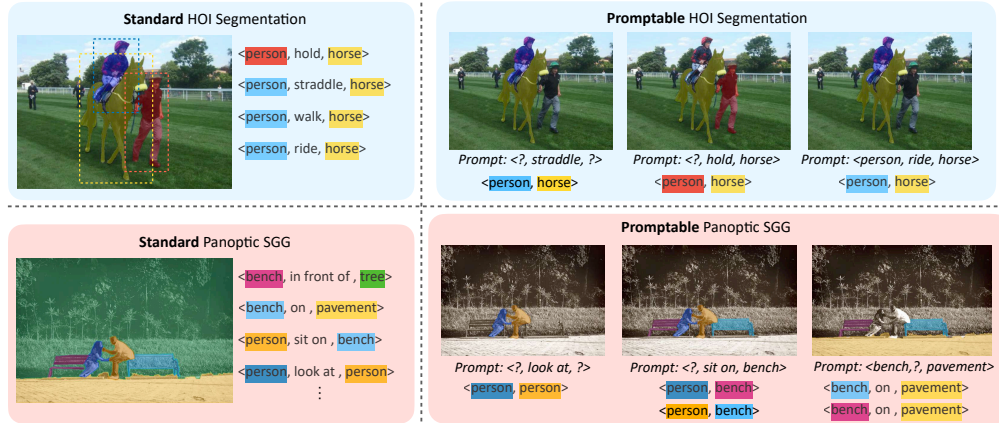 Standard HOI Segmentation
<person, hold, horse>
<person, straddle, horse>
<person, walk, horse>
<person, ride, horse>
Promptable HOI Segmentation
Prompt: <?, straddle, ?>
<person, horse>
Prompt: <?, hold, horse>
<person, horse>
Prompt: <person, ride, horse>
<person, horse>
Standard Panoptic SGG
<bench, in front of , tree>
<bench, on , pavement>
<person, sit on , bench>
<person, look at , person>
⋮
Promptable Panoptic SGG
Prompt: <?, look at, ?>
<person, person>
Prompt: <?, sit on, bench>
<person, bench>
<person, bench>
Prompt: <bench,?, pavement>
<bench, on , pavement>
<bench, on , pavement>